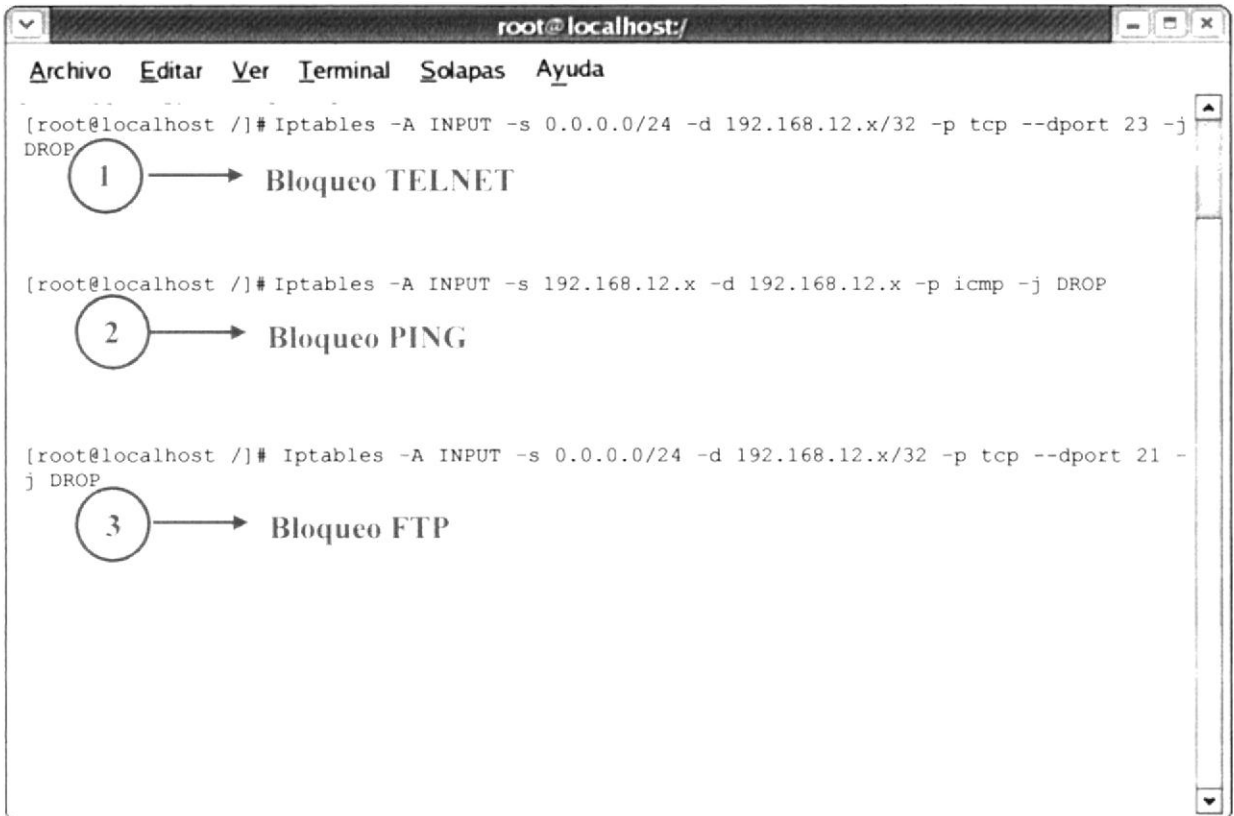 root@localhost:/
Archivo Editar Ver Terminal Solapas Ayuda
[root@localhost /]# Iptables -A INPUT -s 0.0.0.0/24 -d 192.168.12.x/32 -p tcp --dport 23 -j
DROP
1 Bloqueo TELNET
[root@localhost /]# Iptables -A INPUT -s 192.168.12.x -d 192.168.12.x -p icmp -j DROP
2 Bloqueo PING
[root@localhost /]# Iptables -A INPUT -s 0.0.0.0/24 -d 192.168.12.x/32 -p tcp --dport 21 -
j DROP
3 Bloqueo FTP